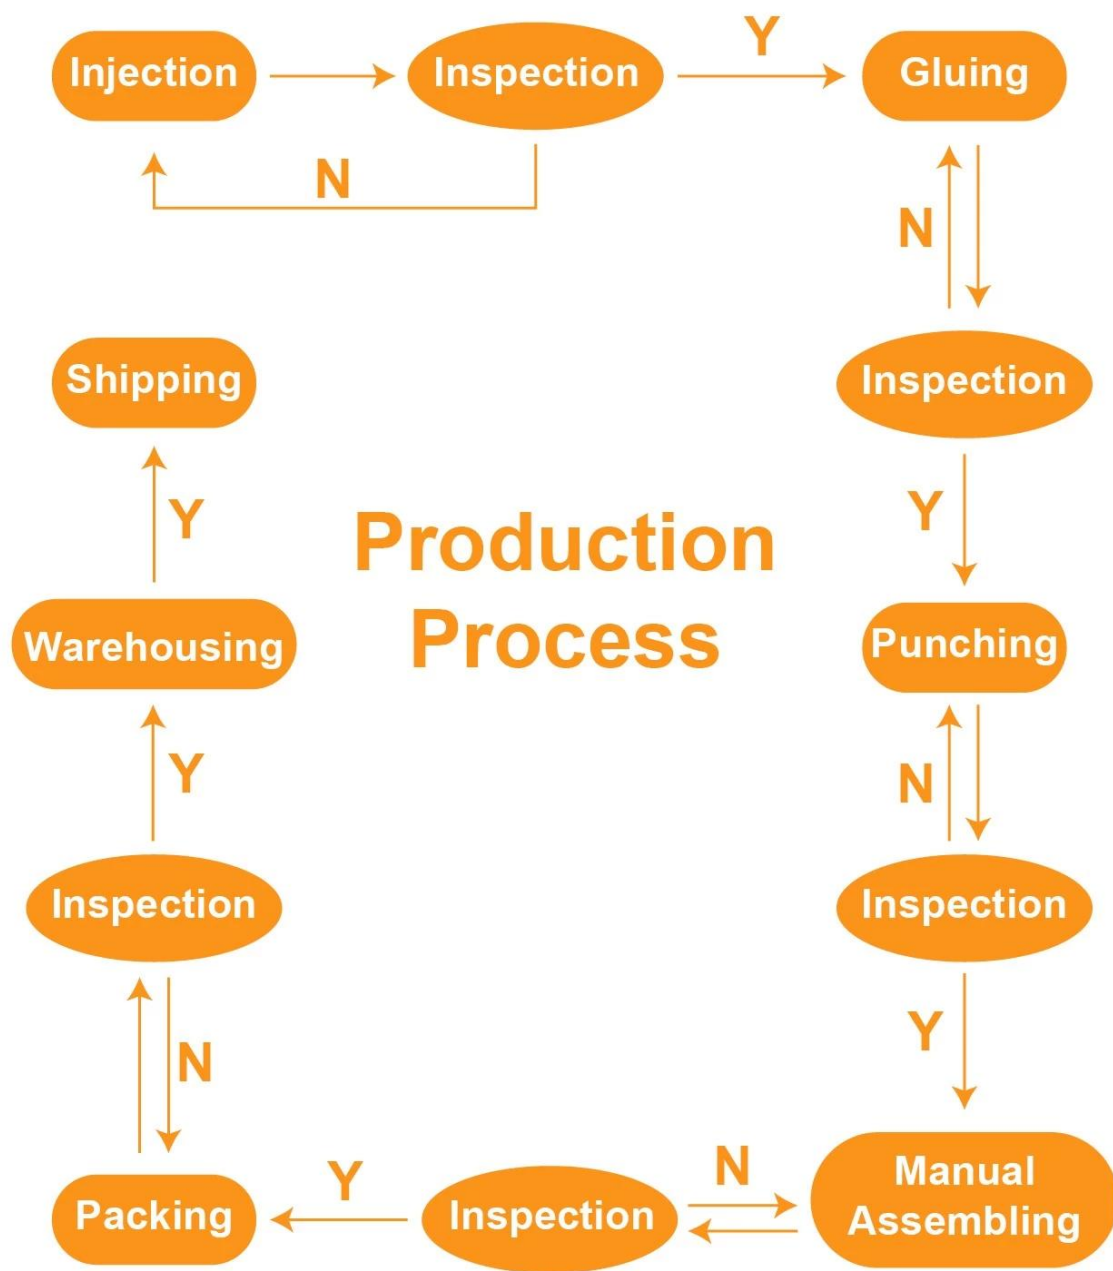 Injection
Inspection
Y
Gluing
N
N
Inspection
Y
Punching
N
Inspection
Y
Manual
Assembling
N
Inspection
Y
Packing
N
Inspection
Y
Warehousing
Y
Shipping
Production
Process